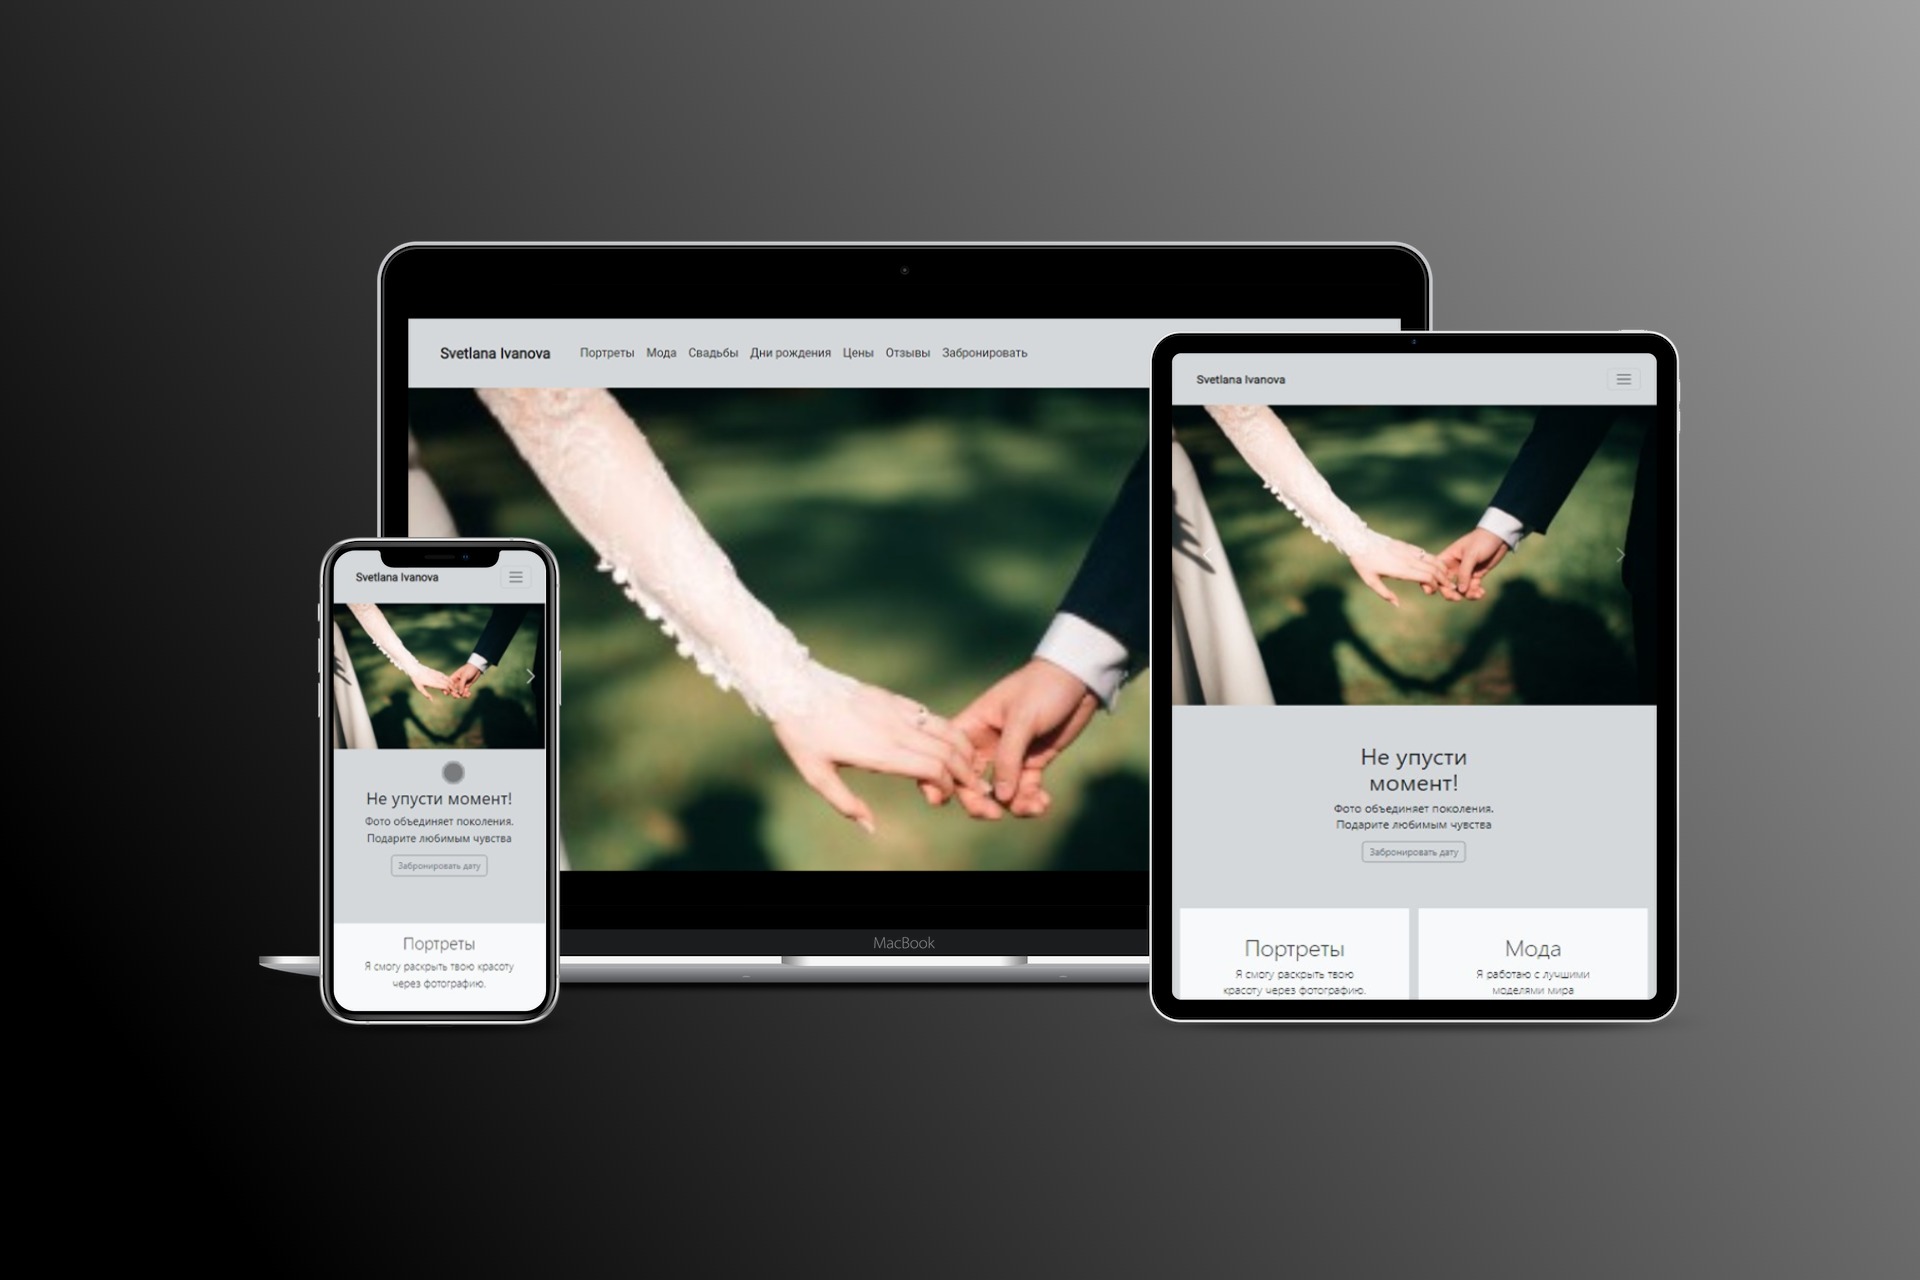 Svetlana Ivanova Портреты Мода Свадьбы Дни рождения Цены Отзывы Забронировать
MacBook
Svetlana Ivanova
Не упусти момент!
Фото объединяет поколения.
Подарите любимым чувства
Забронировать дату
Портреты
Я смогу раскрыть твою красоту
через фотографию.
Svetlana Ivanova
Не упусти
момент!
Фото объединяет поколения.
Подарите любимым чувства
Забронировать дату
Портреты
Я смогу раскрыть твою
красоту через фотографию.
Мода
Я работаю с лучшими
моделями мира